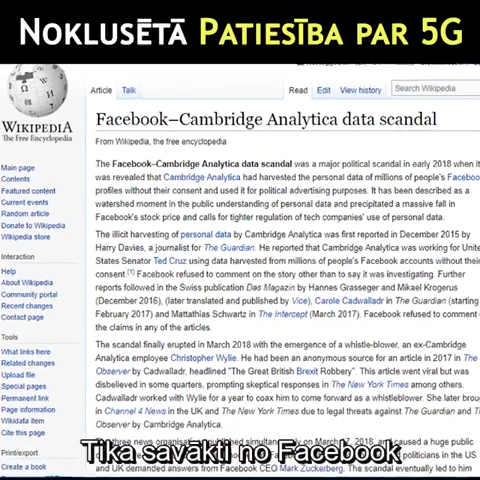 NOKLUSĒTĀ PATIESĪBA PAR 5G
WIKIPEDIA
The Free Encyclopedia
Main page
Contents
Featured content
Current events
Random article
Donate to Wikipedia
Wikipedia store
Interaction
Help
About Wikipedia
Community portal
Recent changes
Contact page
Tools
What links here
Related changes
Upload file
Special pages
Permanent link
Page information
Wikidata item
Cite this page
Print/export
Create a book
Article Talk Read Edit View history Search Wikipedia
Facebook–Cambridge Analytica data scandal
From Wikipedia, the free encyclopedia
The Facebook–Cambridge Analytica data scandal was a major political scandal in early 2018 when it
was revealed that Cambridge Analytica had harvested the personal data of millions of people's Facebook
profiles without their consent and used it for political advertising purposes. It has been described as a
watershed moment in the public understanding of personal data and precipitated a massive fall in
Facebook's stock price and calls for tighter regulation of tech companies' use of personal data.
The illicit harvesting of personal data by Cambridge Analytica was first reported in December 2015 by
Harry Davies, a journalist for The Guardian. He reported that Cambridge Analytica was working for Unite
States Senator Ted Cruz using data harvested from millions of people's Facebook accounts without their
consent.[1] Facebook refused to comment on the story other than to say it was investigating. Further
reports followed in the Swiss publication Das Magazin by Hannes Grasseger and Mikael Krogerus
(December 2016), (later translated and published by Vice), Carole Cadwalladr in The Guardian (starting
February 2017) and Mattathias Schwartz in The Intercept (March 2017). Facebook refused to comment
the claims in any of the articles.
The scandal finally erupted in March 2018 with the emergence of a whistle-blower, an ex-Cambridge
Analytica employee Christopher Wylie. He had been an anonymous source for an article in 2017 in The
Observer by Cadwalladr, headlined "The Great British Brexit Robbery". This article went viral but was
disbelieved in some quarters, prompting skeptical responses in The New York Times among others.
Cadwalladr worked with Wylie for a year to coax him to come forward as a whistleblower. She later broug
in Channel 4 News in the UK and The New York Times due to legal threats against The Guardian and Th
Observer by Cambridge Analytica.
three news organisations published simultaneously on March 17, 2018, and caused a huge public
politicians in the US
and UK demanded answers from Facebook CEO Mark Zuckerberg. The scandal eventually led to him
Tika savākti no Facebook